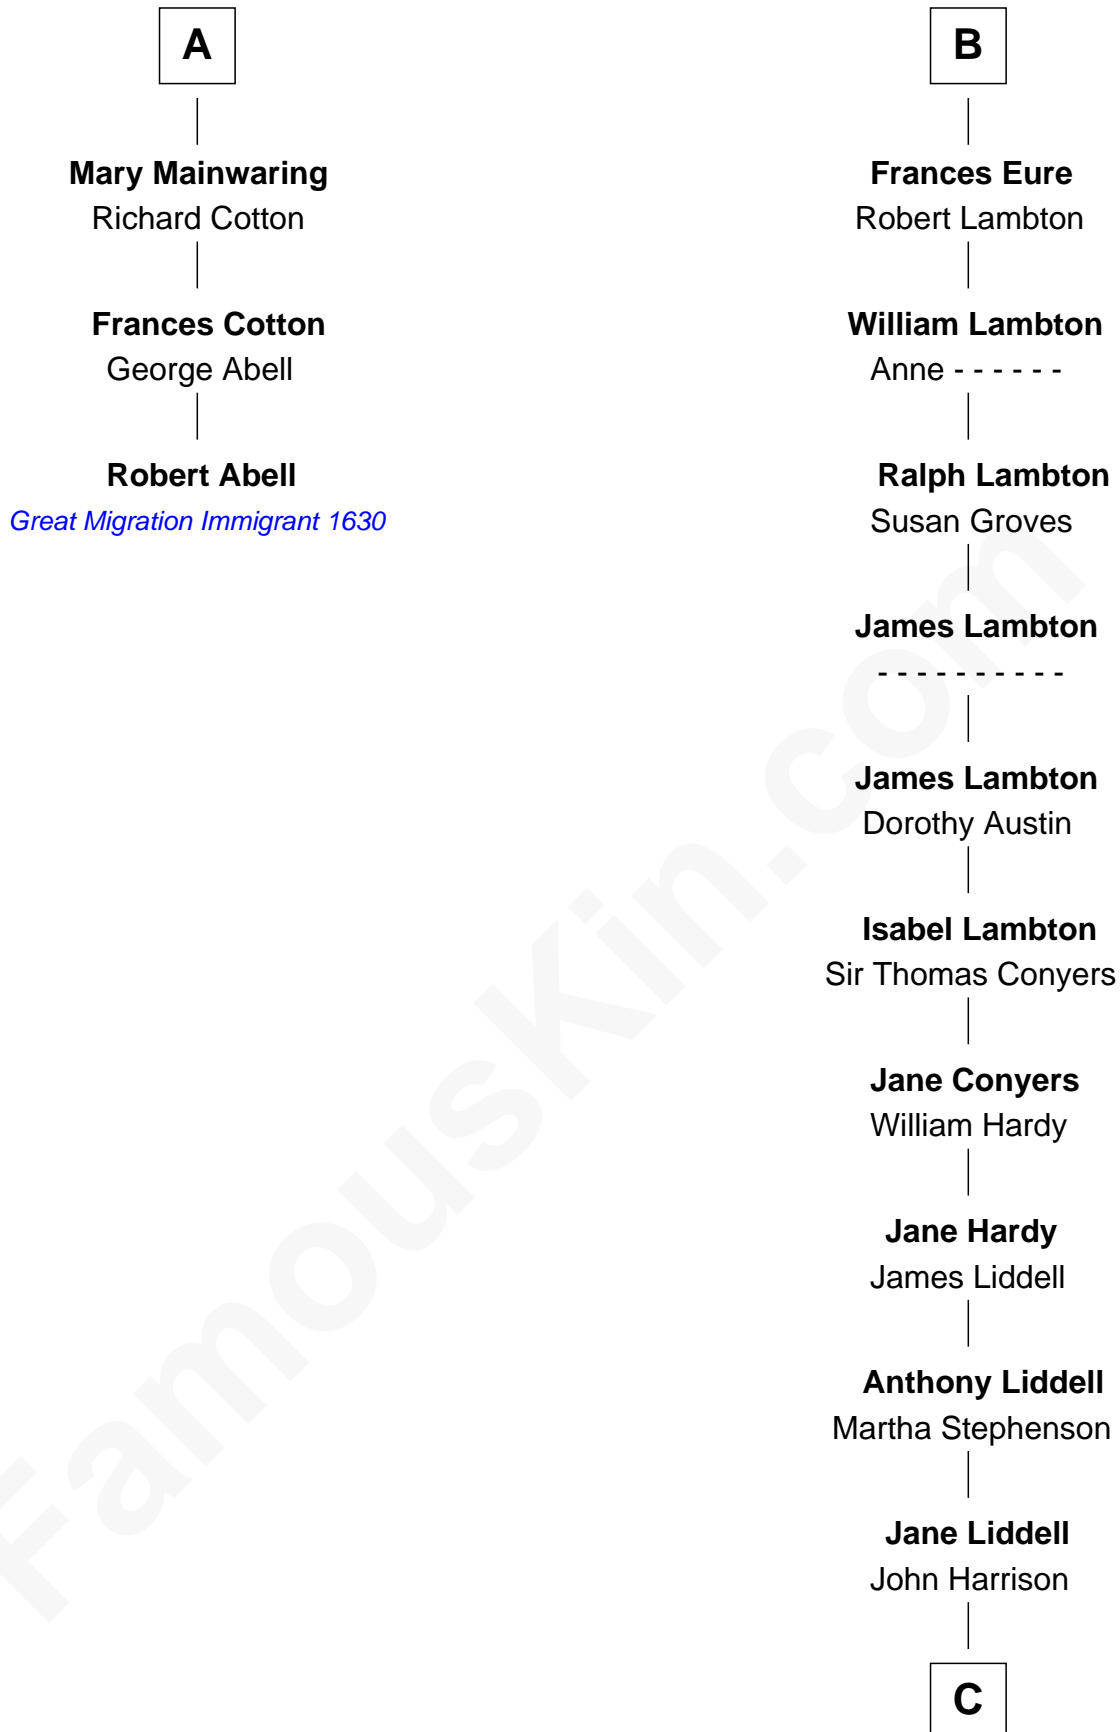 A
Mary Mainwaring
Richard Cotton
Frances Cotton
George Abell
Robert Abell
Great Migration Immigrant 1630
B
Frances Eure
Robert Lambton
William Lambton
Anne - - - - - -
Ralph Lambton
Susan Groves
James Lambton
- - - - - - - - - -
James Lambton
Dorothy Austin
Isabel Lambton
Sir Thomas Conyers
Jane Conyers
William Hardy
Jane Hardy
James Liddell
Anthony Liddell
Martha Stephenson
Jane Liddell
John Harrison
C
FamousKin.com